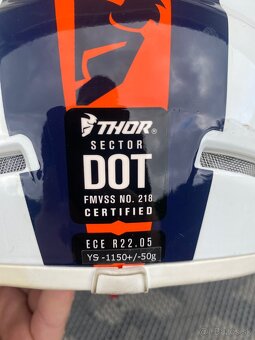 THOR®
SECTOR
DOT
FMVSS NO. 218
CERTIFIED
ECE R22.05
YS -1150+/-50g